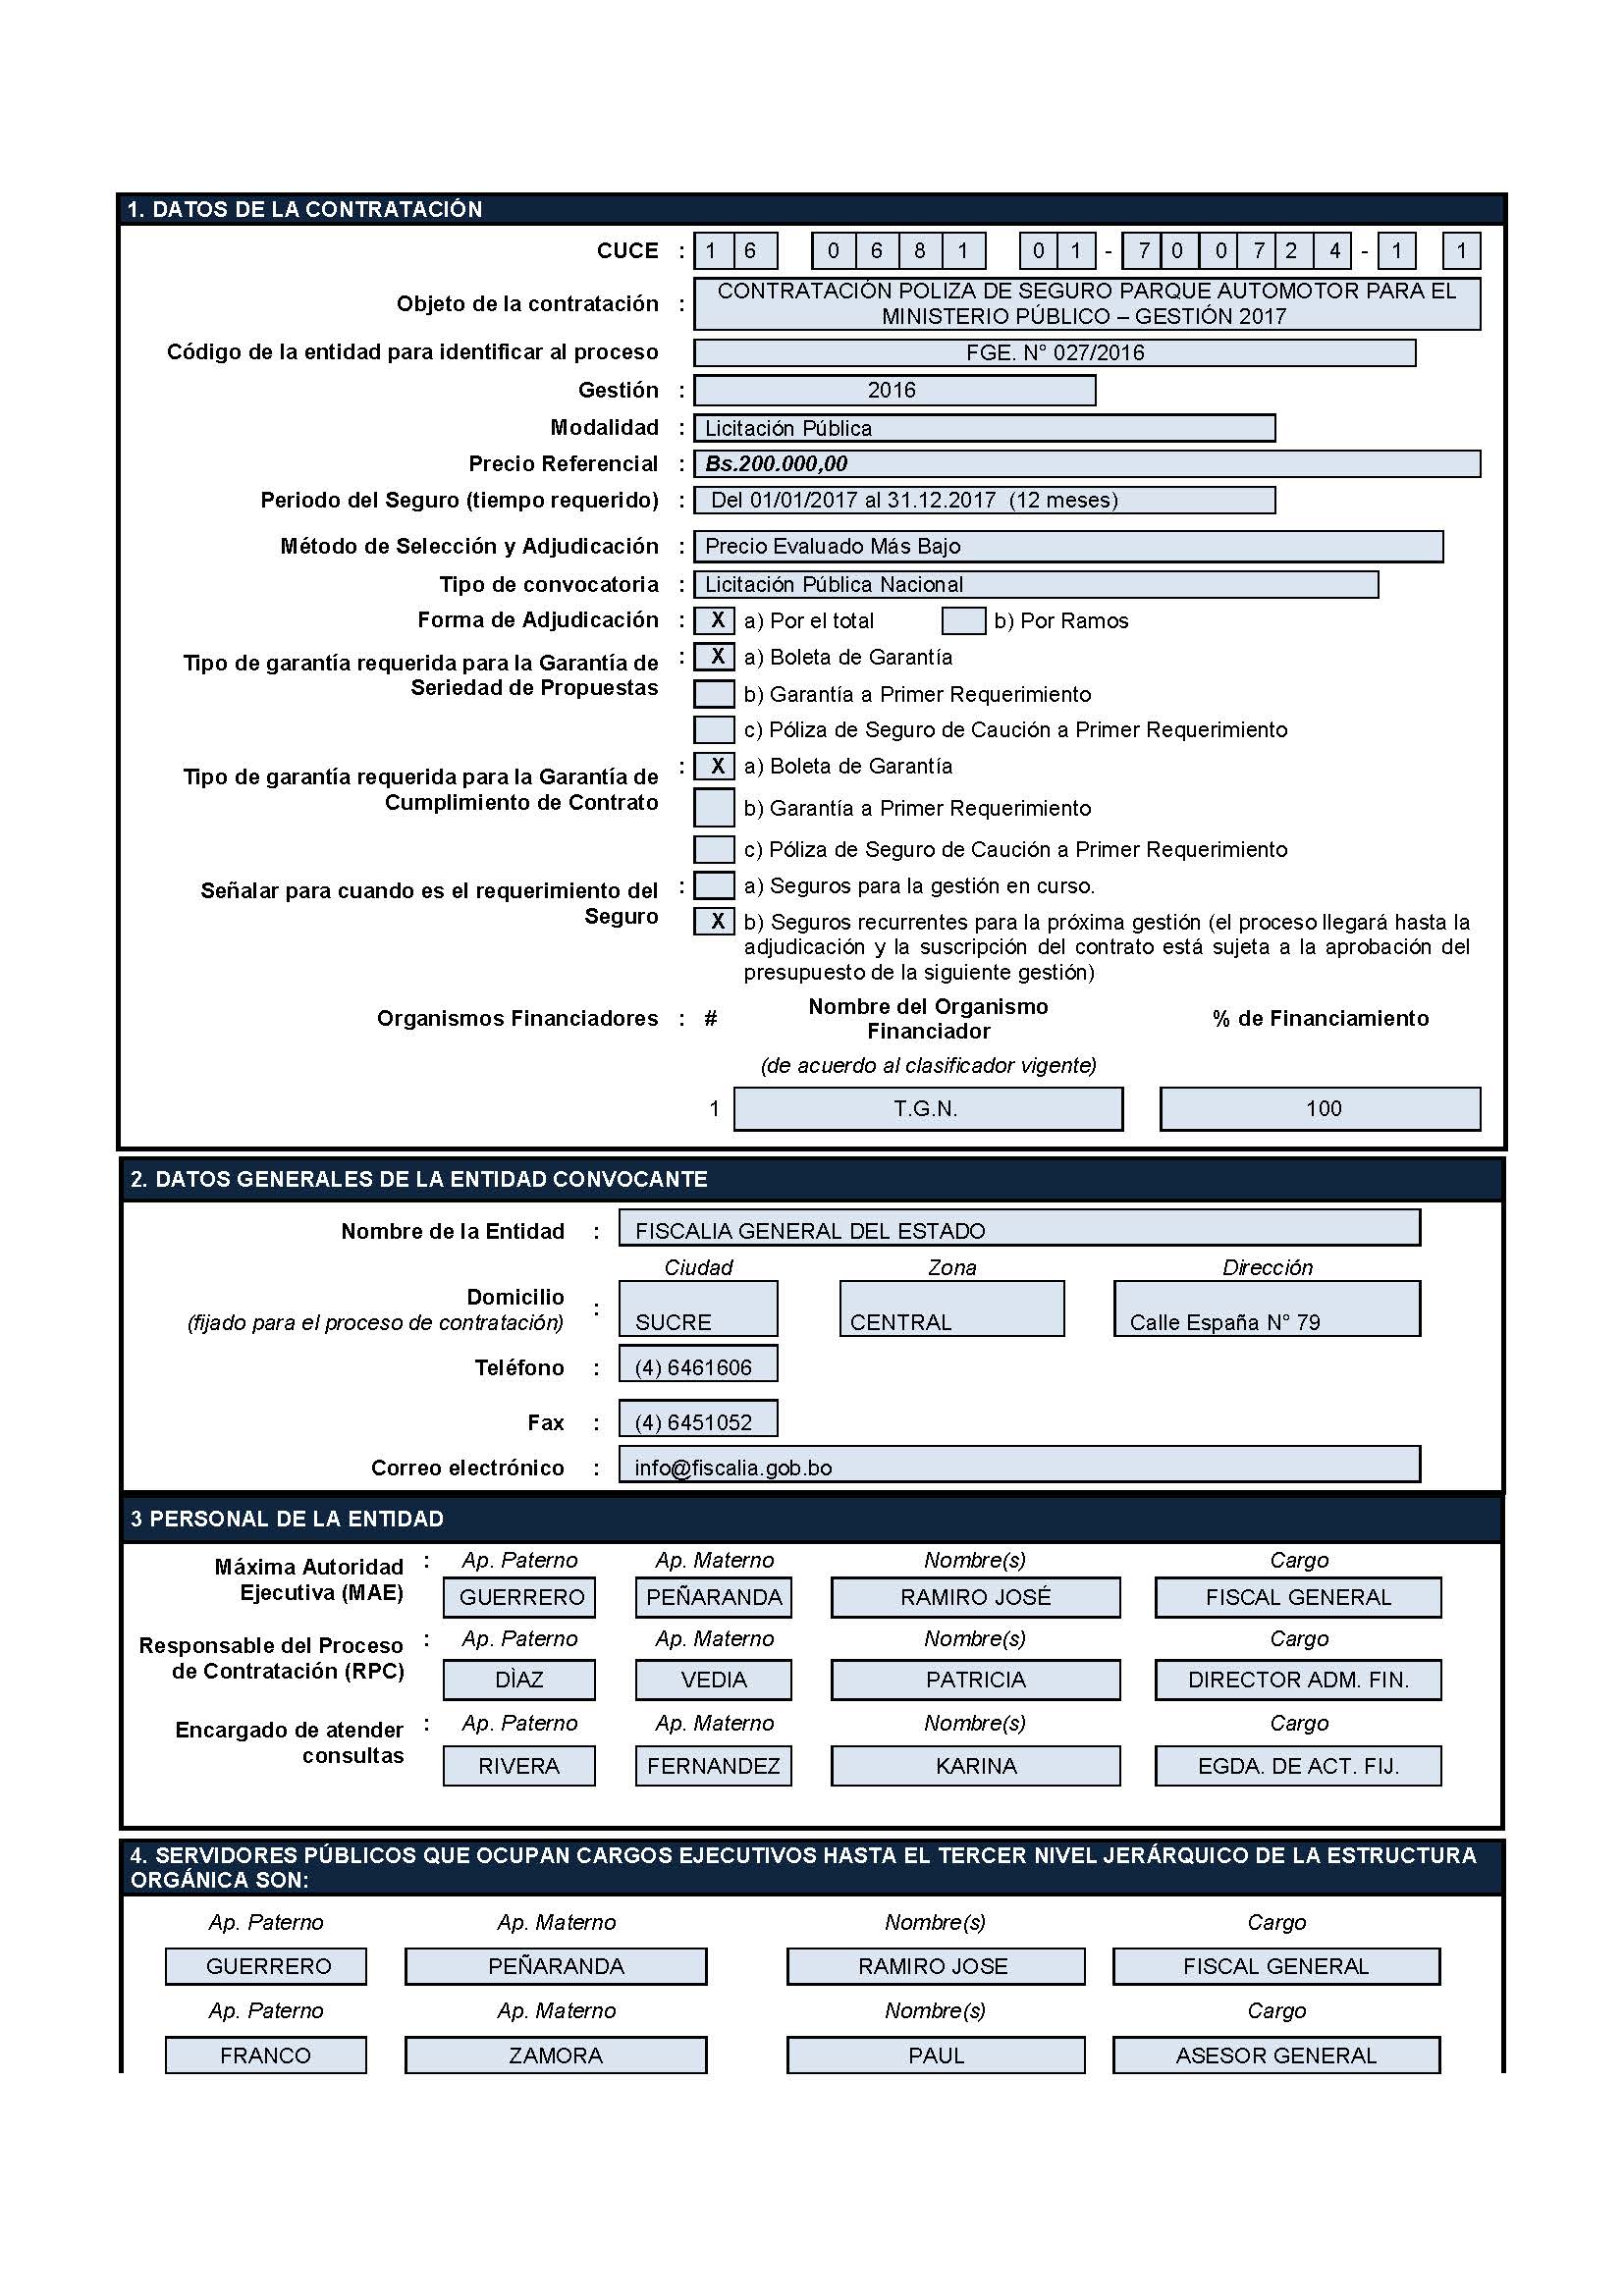 1. DATOS DE LA CONTRATACIÓN
CUCE : 1 6 0 6 8 1 0 1 - 7 0 0 7 2 4 - 1 1
Objeto de la contratación : CONTRATACIÓN POLIZA DE SEGURO PARQUE AUTOMOTOR PARA EL
MINISTERIO PÚBLICO – GESTIÓN 2017
Código de la entidad para identificar al proceso FGE. N° 027/2016
Gestión : 2016
Modalidad : Licitación Pública
Precio Referencial : Bs.200.000,00
Periodo del Seguro (tiempo requerido) : Del 01/01/2017 al 31.12.2017 (12 meses)
Método de Selección y Adjudicación : Precio Evaluado Más Bajo
Tipo de convocatoria : Licitación Pública Nacional
Forma de Adjudicación : X a) Por el total b) Por Ramos
Tipo de garantía requerida para la Garantía de
Seriedad de Propuestas
: X a) Boleta de Garantía
b) Garantía a Primer Requerimiento
c) Póliza de Seguro de Caución a Primer Requerimiento
Tipo de garantía requerida para la Garantía de
Cumplimiento de Contrato
: X a) Boleta de Garantía
b) Garantía a Primer Requerimiento
c) Póliza de Seguro de Caución a Primer Requerimiento
Señalar para cuando es el requerimiento del
Seguro
: a) Seguros para la gestión en curso.
X b) Seguros recurrentes para la próxima gestión (el proceso llegará hasta la
adjudicación y la suscripción del contrato está sujeta a la aprobación del
presupuesto de la siguiente gestión)
Organismos Financiadores : # Nombre del Organismo
Financiador
% de Financiamiento
(de acuerdo al clasificador vigente)
1 T.G.N. 100
2. DATOS GENERALES DE LA ENTIDAD CONVOCANTE
Nombre de la Entidad : FISCALIA GENERAL DEL ESTADO
Ciudad Zona Dirección
Domicilio
(fijado para el proceso de contratación) : SUCRE CENTRAL Calle España N° 79
Teléfono : (4) 6461606
Fax : (4) 6451052
Correo electrónico : info@fiscalia.gob.bo
3 PERSONAL DE LA ENTIDAD
Máxima Autoridad
Ejecutiva (MAE)
: Ap. Paterno Ap. Materno Nombre(s) Cargo
GUERRERO PEÑARANDA RAMIRO JOSÉ FISCAL GENERAL
Responsable del Proceso
de Contratación (RPC)
: Ap. Paterno Ap. Materno Nombre(s) Cargo
DÌAZ VEDIA PATRICIA DIRECTOR ADM. FIN.
Encargado de atender
consultas
: Ap. Paterno Ap. Materno Nombre(s) Cargo
RIVERA FERNANDEZ KARINA EGDA. DE ACT. FIJ.
4. SERVIDORES PÚBLICOS QUE OCUPAN CARGOS EJECUTIVOS HASTA EL TERCER NIVEL JERÁRQUICO DE LA ESTRUCTURA
ORGÁNICA SON:
Ap. Paterno Ap. Materno Nombre(s) Cargo
GUERRERO PEÑARANDA RAMIRO JOSE FISCAL GENERAL
Ap. Paterno Ap. Materno Nombre(s) Cargo
FRANCO ZAMORA PAUL ASESOR GENERAL